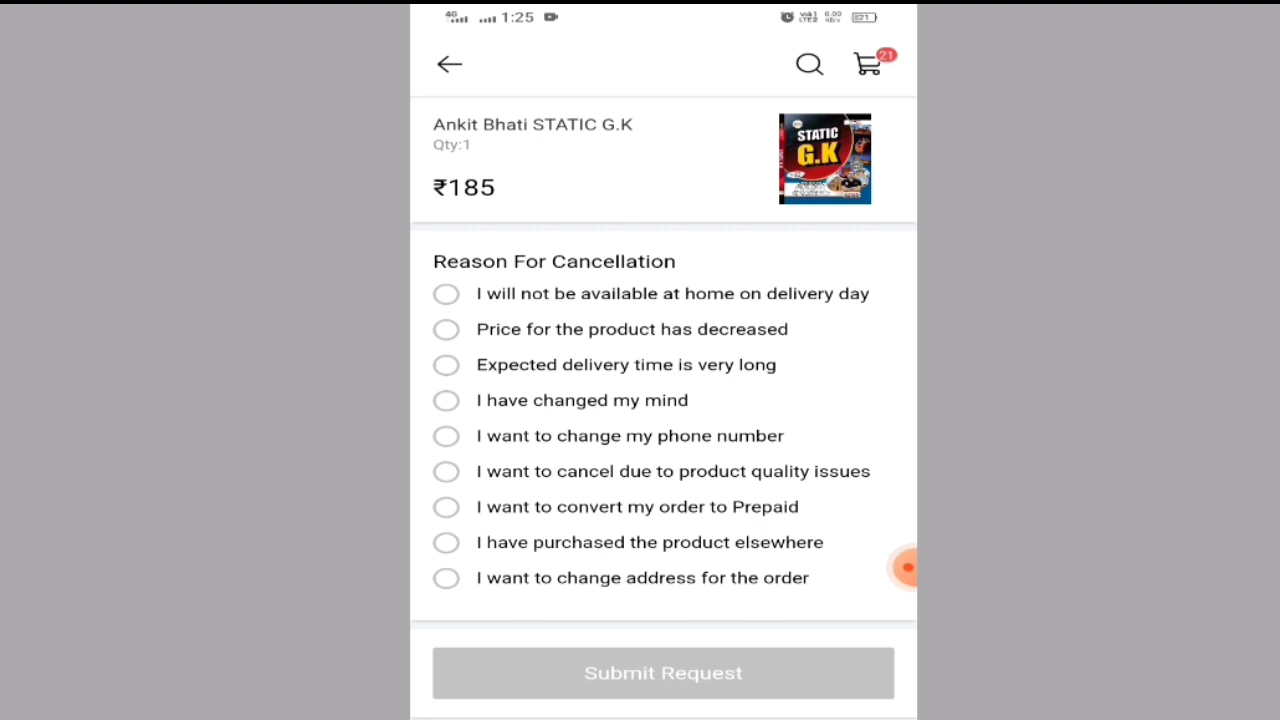 4G 1:25
21
Ankit Bhati STATIC G.K
Qty:1
₹185
STATIC
G.K
Reason For Cancellation
I will not be available at home on delivery day
Price for the product has decreased
Expected delivery time is very long
I have changed my mind
I want to change my phone number
I want to cancel due to product quality issues
I want to convert my order to Prepaid
I have purchased the product elsewhere
I want to change address for the order
Submit Request